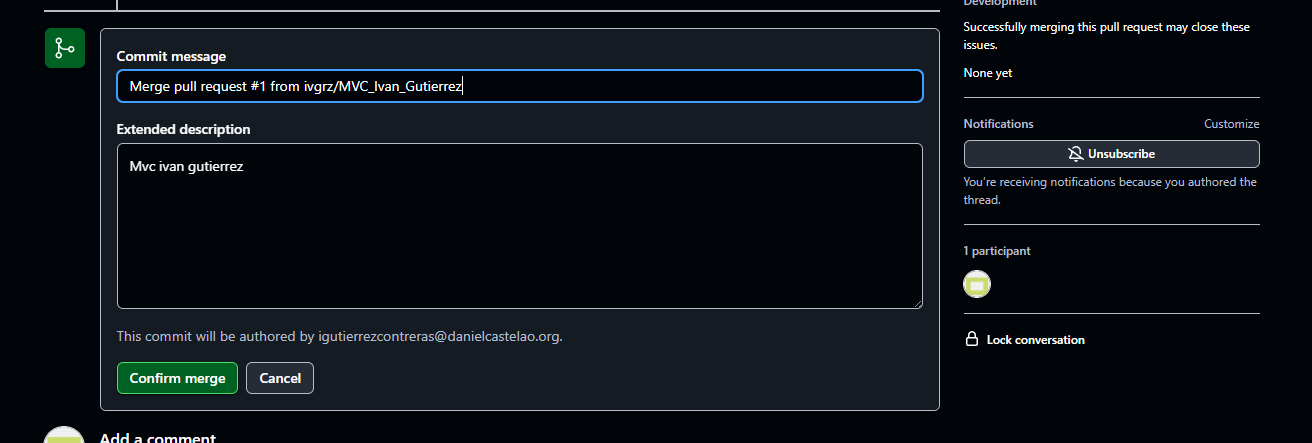 Development
Successfully merging this pull request may close these
issues.
None yet
Commit message
Merge pull request #1 from ivgrz/MVC_Ivan_Gutierrez
Extended description
Mvc ivan gutierrez
This commit will be authored by igutierrezcontreras@danielcastelao.org.
Confirm merge
Cancel
Notifications
Customize
Unsubscribe
You're receiving notifications because you authored the
thread.
1 participant
Lock conversation
Add a comment